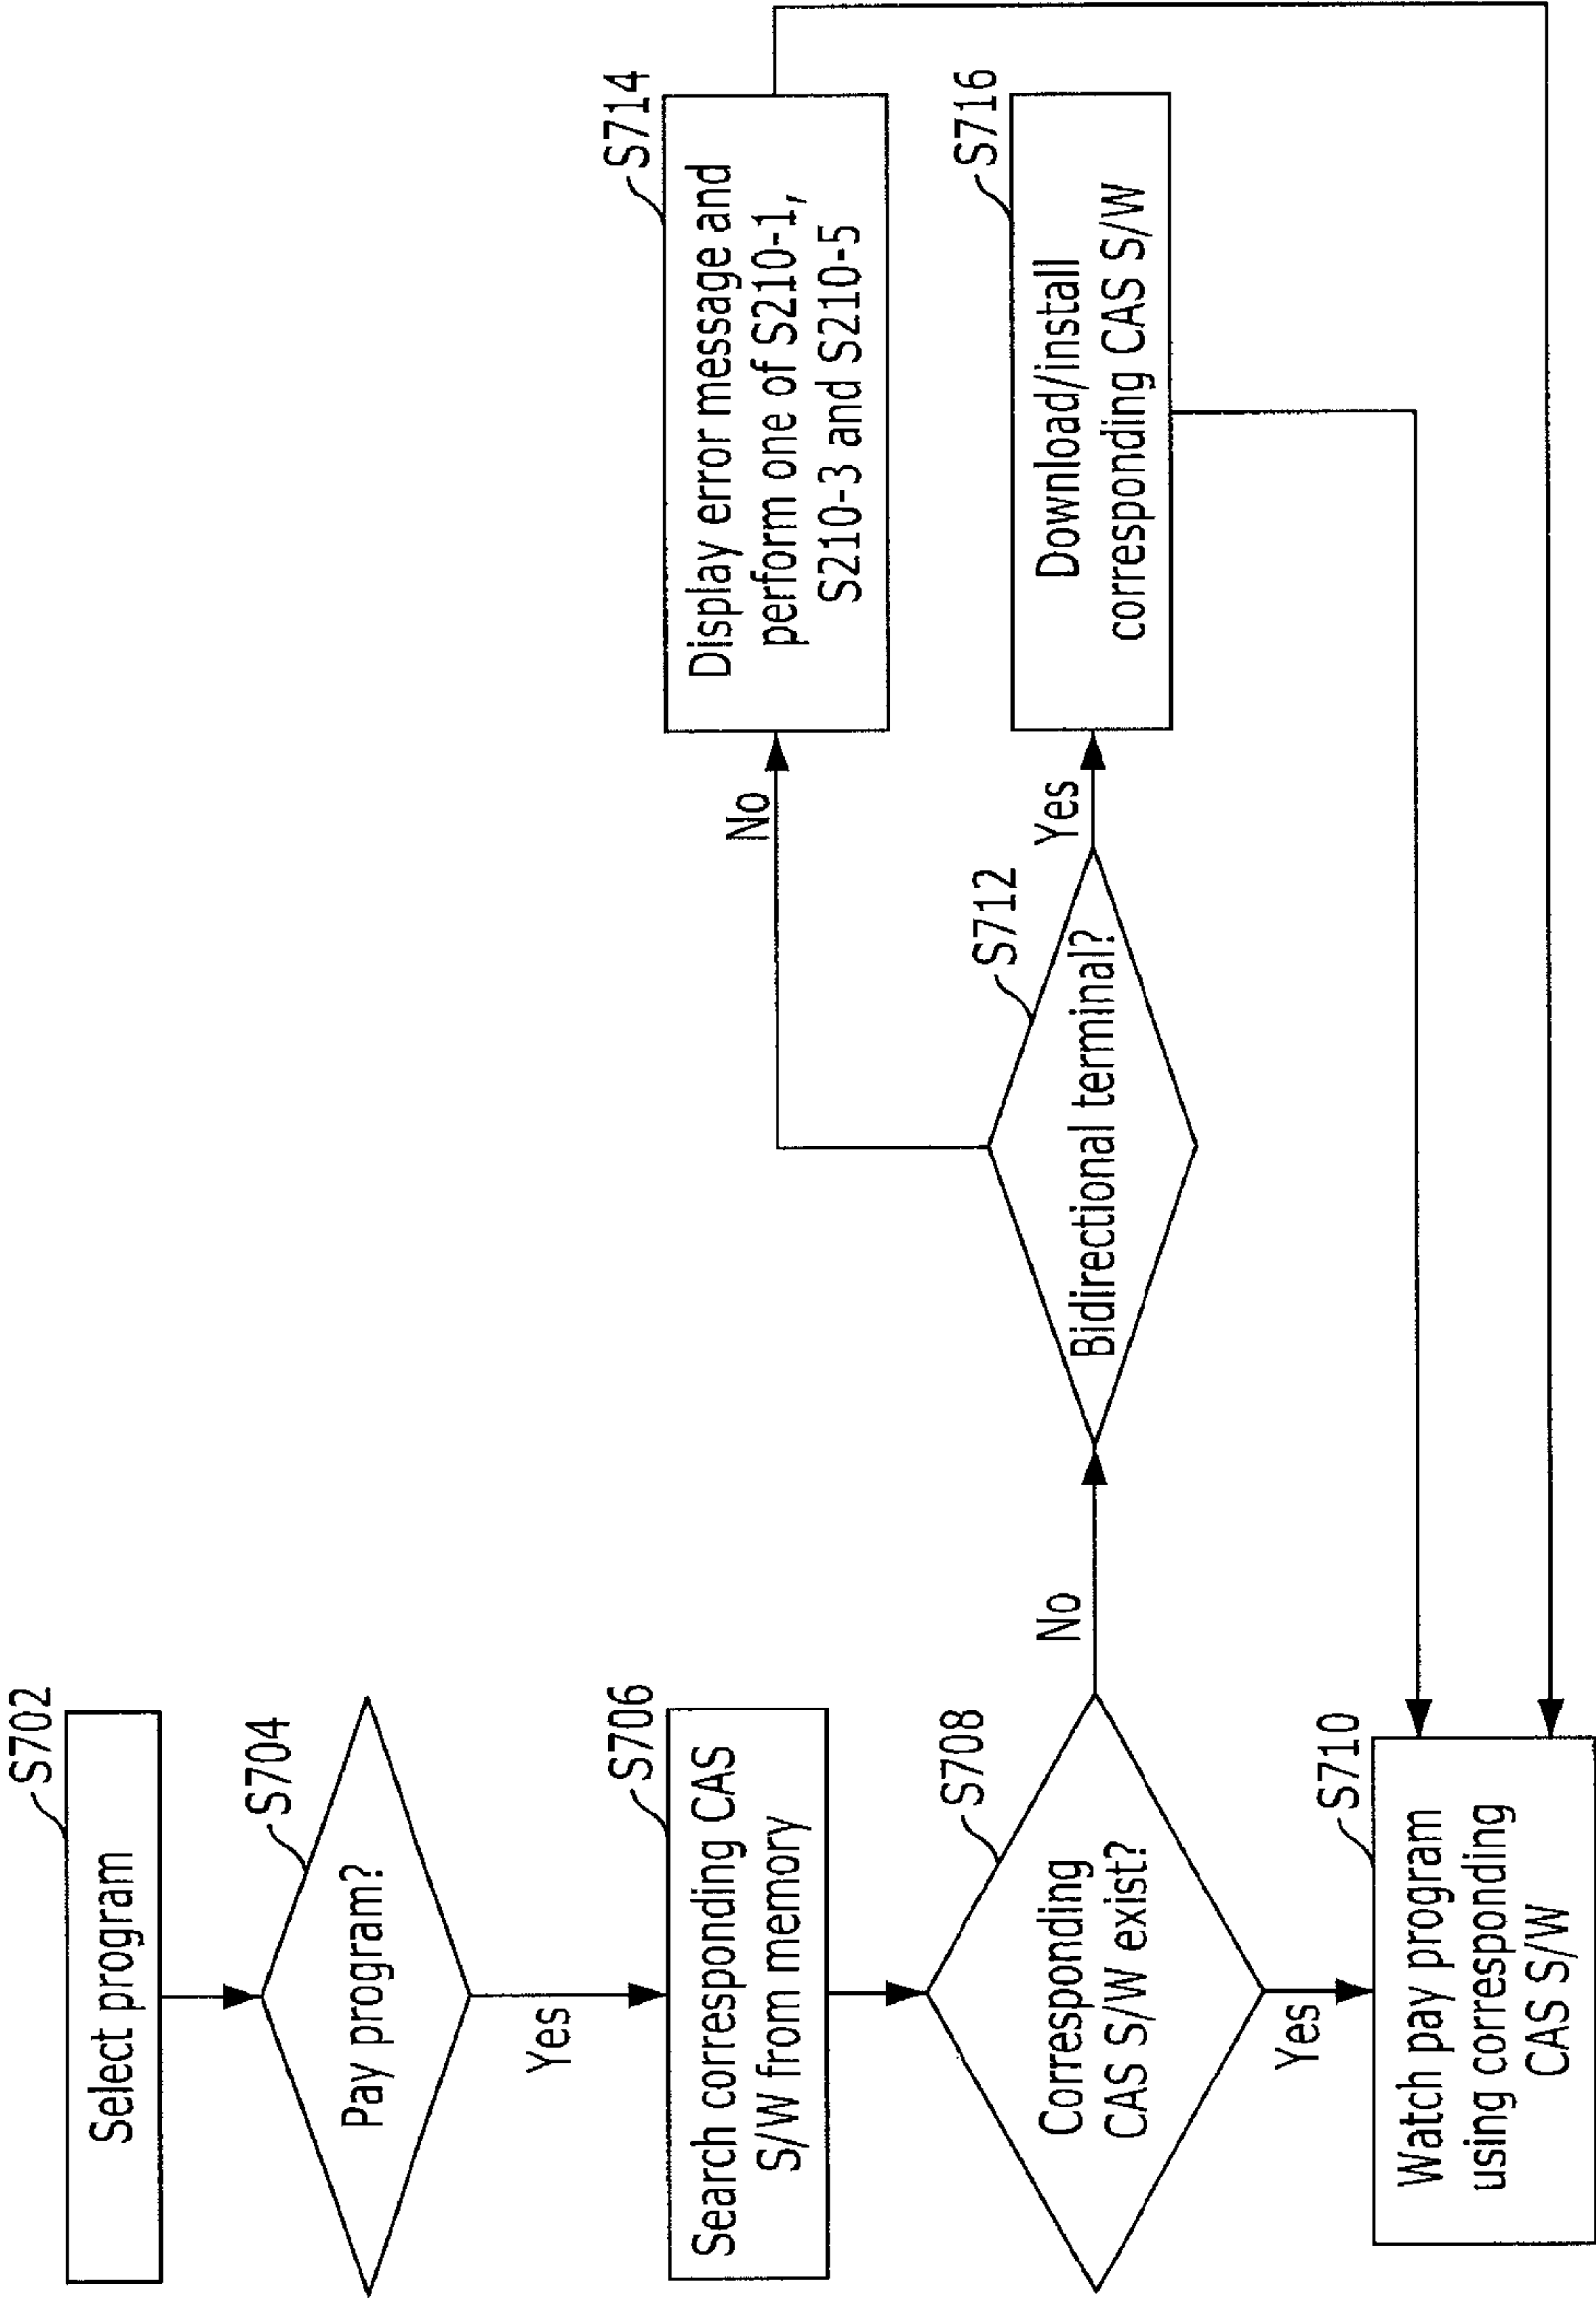 S702
Select program
S704
Pay program?
Yes
S706
Search corresponding CAS
S/W from memory
S708
Corresponding
CAS S/W exist?
No
Yes
S710
Watch pay program
using corresponding
CAS S/W
S712
Bidirectional terminal?
No
Yes
S714
Display error message and
perform one of S210-1,
S210-3 and S210-5
S716
Download/install
corresponding CAS S/W